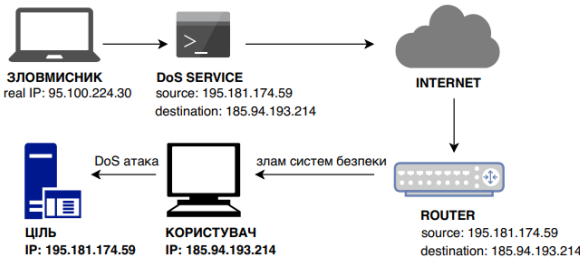 ЗЛОВМИСНИК
real IP: 95.100.224.30
DoS SERVICE
source: 195.181.174.59
destination: 185.94.193.214
INTERNET
DoS атака
злам систем безпеки
ЦІЛЬ
IP: 195.181.174.59
КОРИСТУВАЧ
IP: 185.94.193.214
ROUTER
source: 195.181.174.59
destination: 185.94.193.214